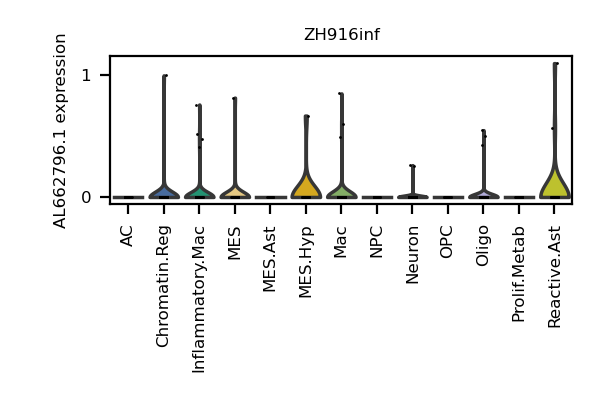 ZH916inf
AL662796.1 expression
1
0
AC
Chromatin.Reg
Inflammatory.Mac
MES
MES.Ast
MES.Hyp
Mac
NPC
Neuron
OPC
Oligo
Prolif.Metab
Reactive.Ast